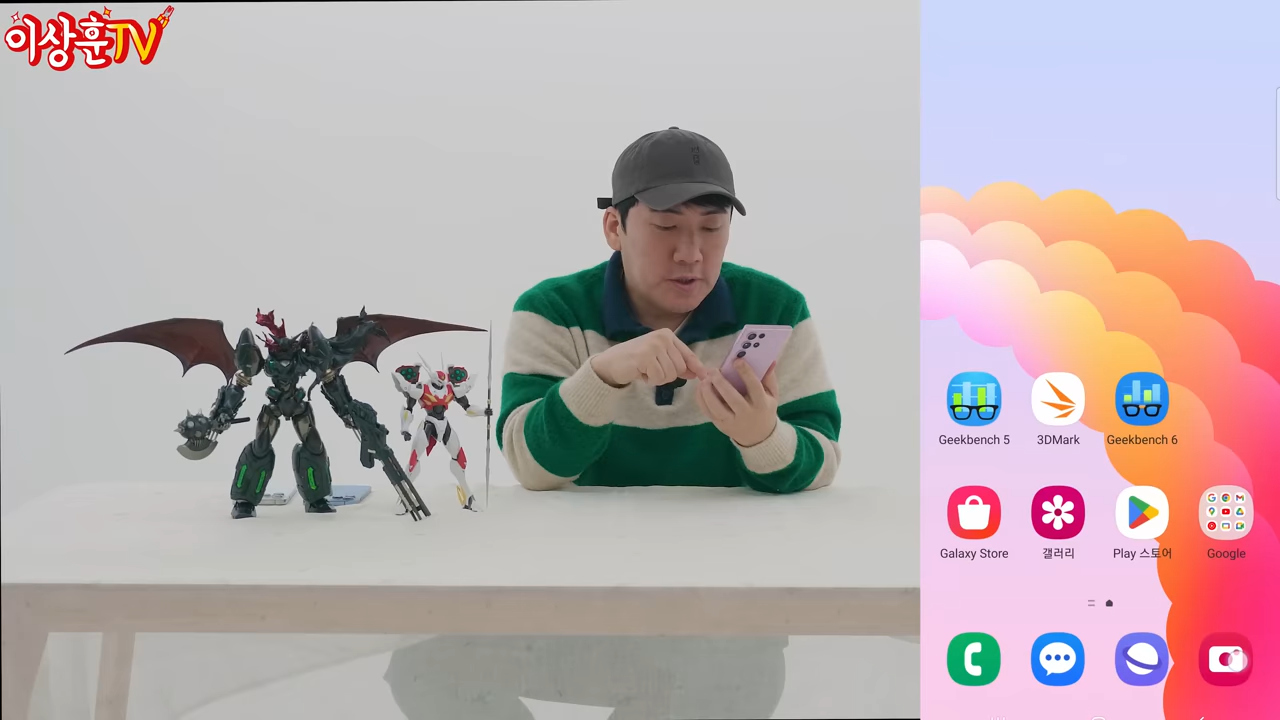 이상훈TV
Geekbench 5
3DMark
Geekbench 6
Galaxy Store
갤러리
Play 스토어
Google